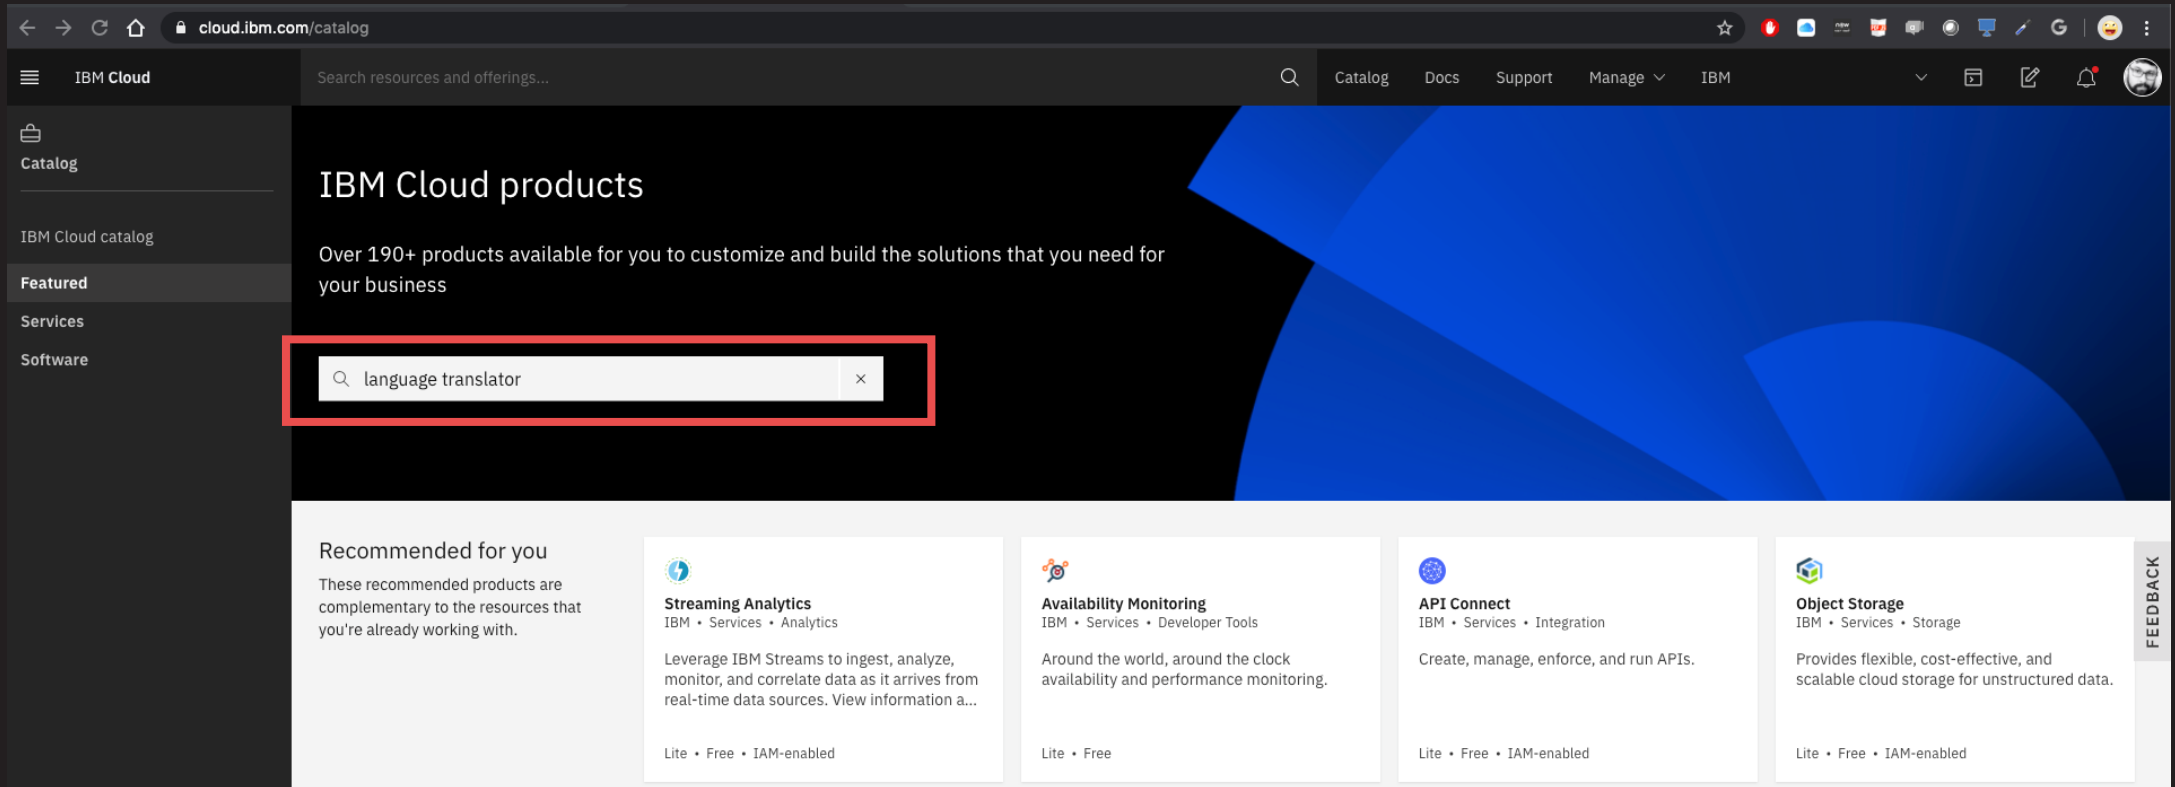 cloud.ibm.com/catalog
IBM Cloud
Search resources and offerings...
Catalog
Docs
Support
Manage
IBM
Catalog
IBM Cloud catalog
Featured
Services
Software
IBM Cloud products
Over 190+ products available for you to customize and build the solutions that you need for
your business
language translator
Recommended for you
These recommended products are
complementary to the resources that
you're already working with.
Streaming Analytics
IBM • Services • Analytics
Leverage IBM Streams to ingest, analyze,
monitor, and correlate data as it arrives from
real-time data sources. View information a...
Lite • Free • IAM-enabled
Availability Monitoring
IBM • Services • Developer Tools
Around the world, around the clock
availability and performance monitoring.
Lite • Free
API Connect
IBM • Services • Integration
Create, manage, enforce, and run APIs.
Lite • Free • IAM-enabled
Object Storage
IBM • Services • Storage
Provides flexible, cost-effective, and
scalable cloud storage for unstructured data.
Lite • Free • IAM-enabled
FEEDBACK